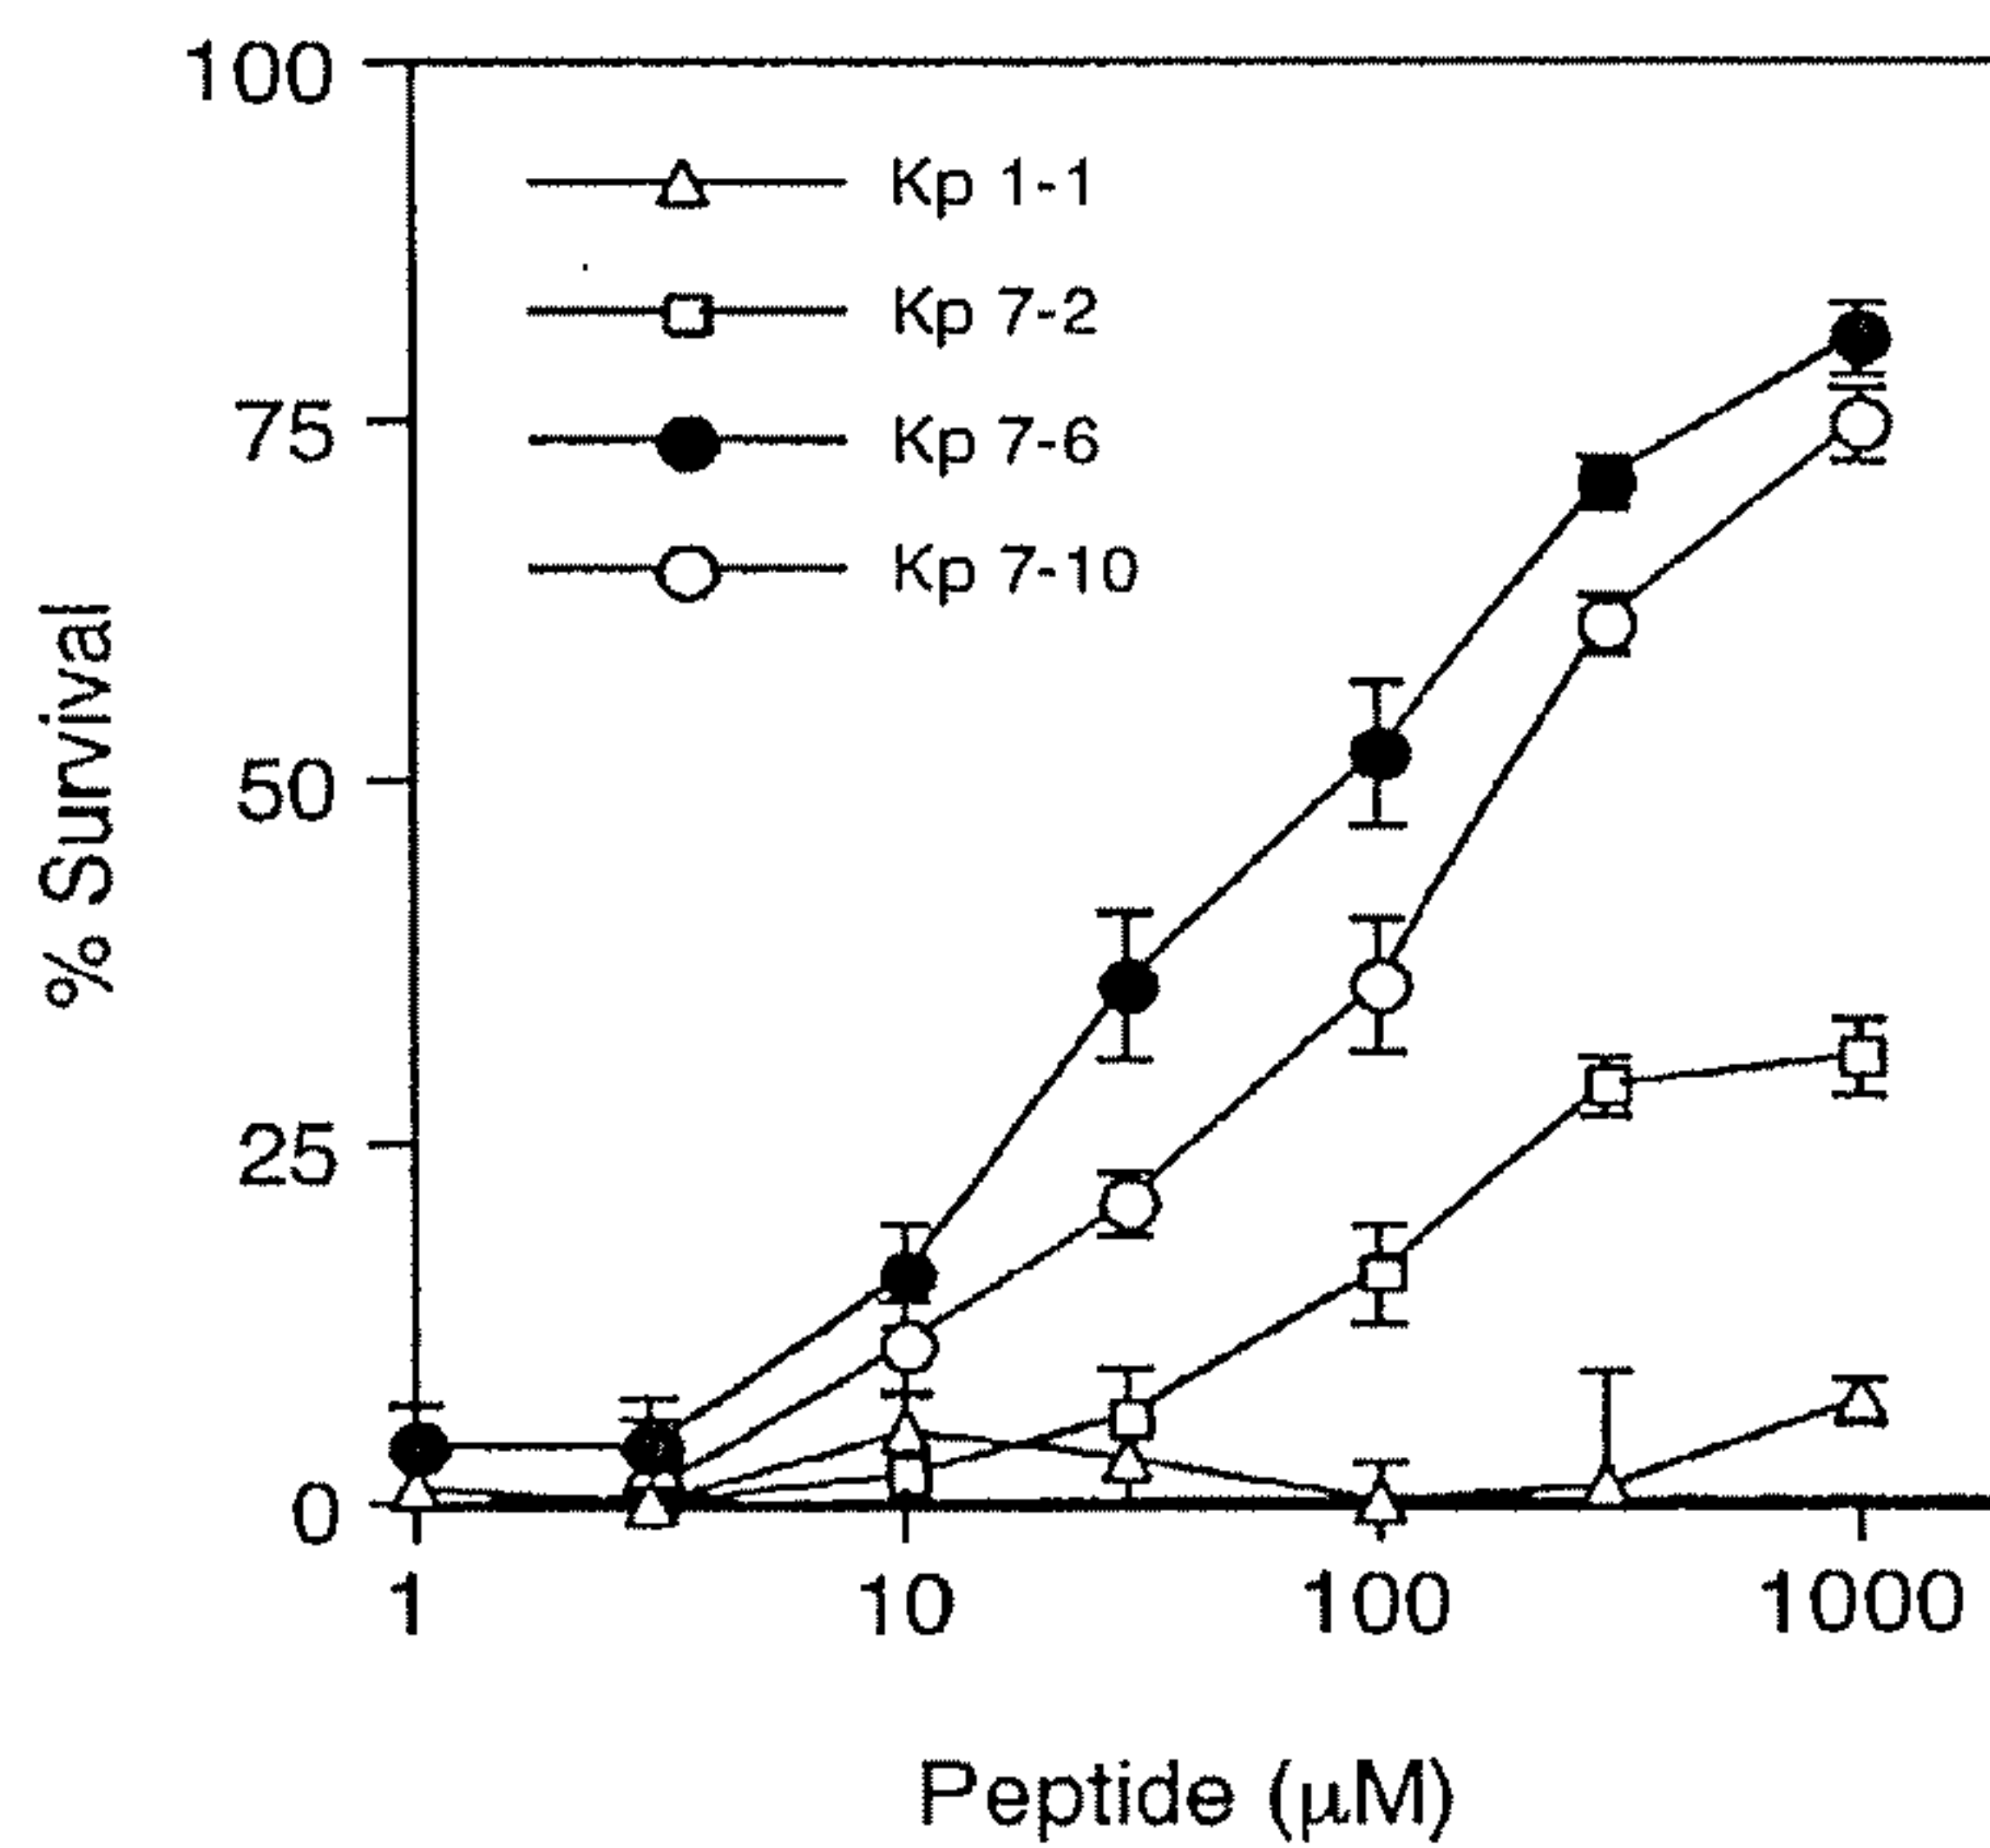 100
75
50
25
0
% Survival
Kp 1-1
Kp 7-2
Kp 7-6
Kp 7-10
1 10 100 1000
Peptide (μM)